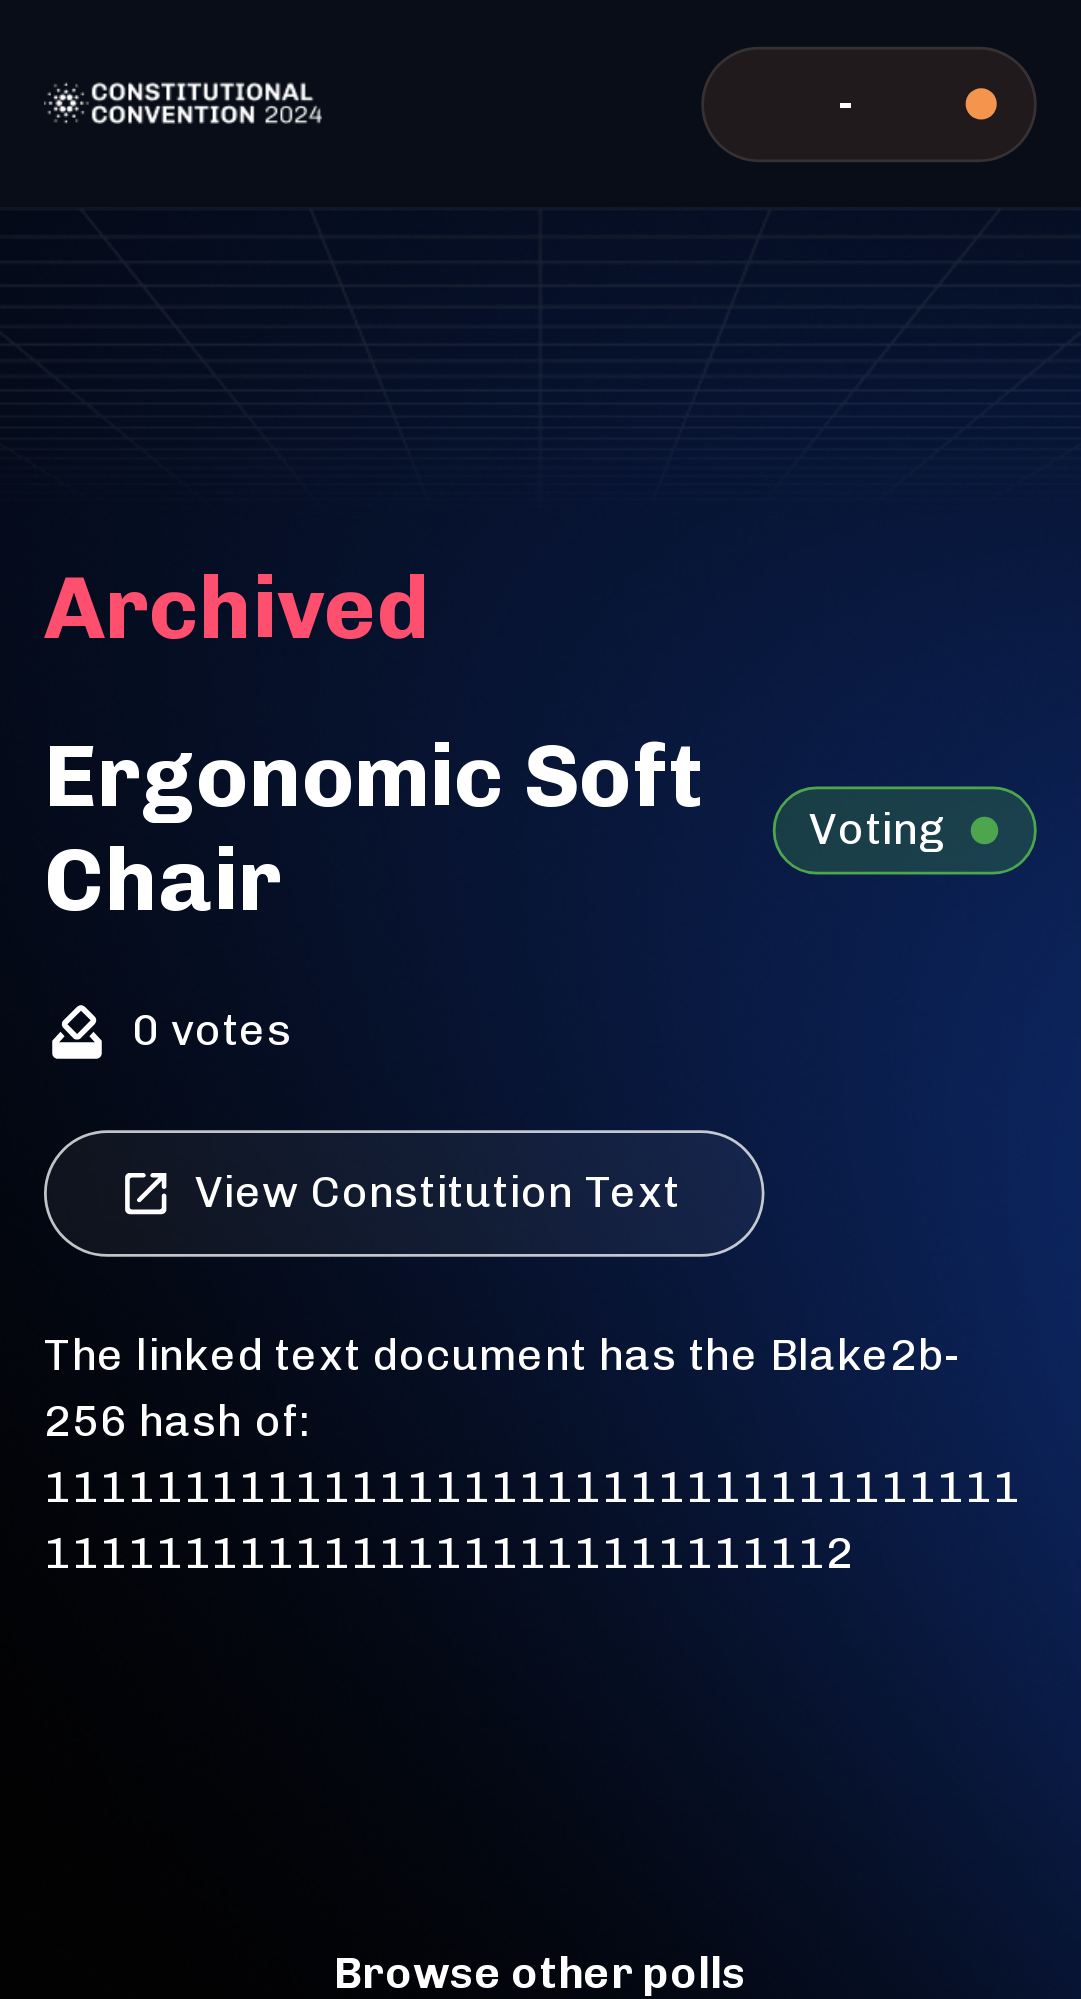 CONSTITUTIONAL
CONVENTION 2024
-
Archived
Ergonomic Soft
Chair
Voting
0 votes
View Constitution Text
The linked text document has the Blake2b-
256 hash of:
11111111111111111111111111111111111
11111111111111111111111111112
Browse other polls